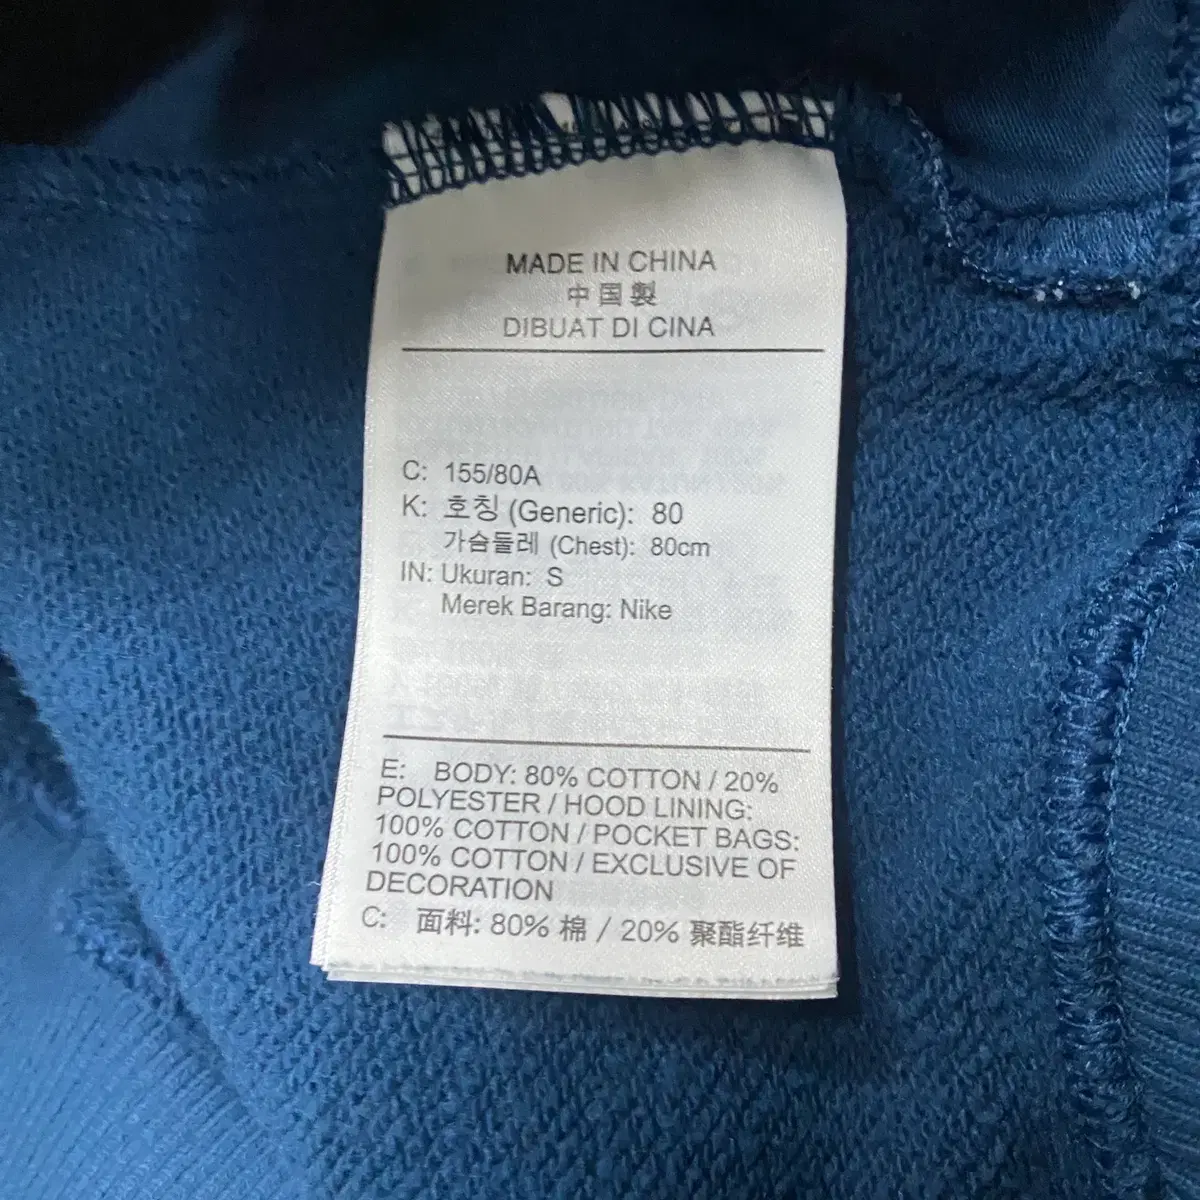 MADE IN CHINA
中国製
DIBUAT DI CINA
C: 155/80A
K: 호칭 (Generic): 80
가슴둘레 (Chest): 80cm
IN: Ukuran: S
Merek Barang: Nike
E: BODY: 80% COTTON / 20%
POLYESTER / HOOD LINING:
100% COTTON / POCKET BAGS:
100% COTTON / EXCLUSIVE OF
DECORATION
C: 面料: 80% 棉 / 20% 聚酯纤维